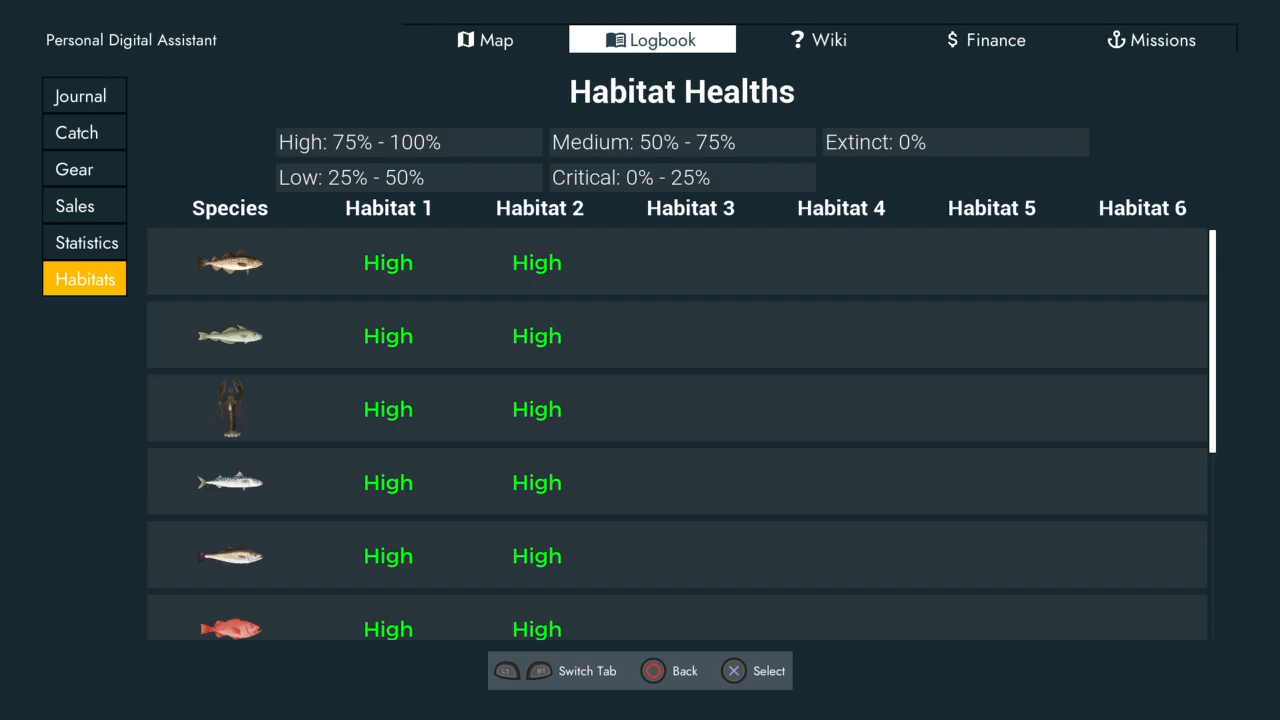 Personal Digital Assistant
Map
Logbook
? Wiki
$ Finance
Missions
Journal
Catch
Gear
Sales
Statistics
Habitats
Habitat Healths
High: 75% - 100%
Medium: 50% - 75%
Extinct: 0%
Low: 25% - 50%
Critical: 0% - 25%
Species Habitat 1 Habitat 2 Habitat 3 Habitat 4 Habitat 5 Habitat 6
High High
High High
High High
High High
High High
High High
L1 R1 Switch Tab Back Select